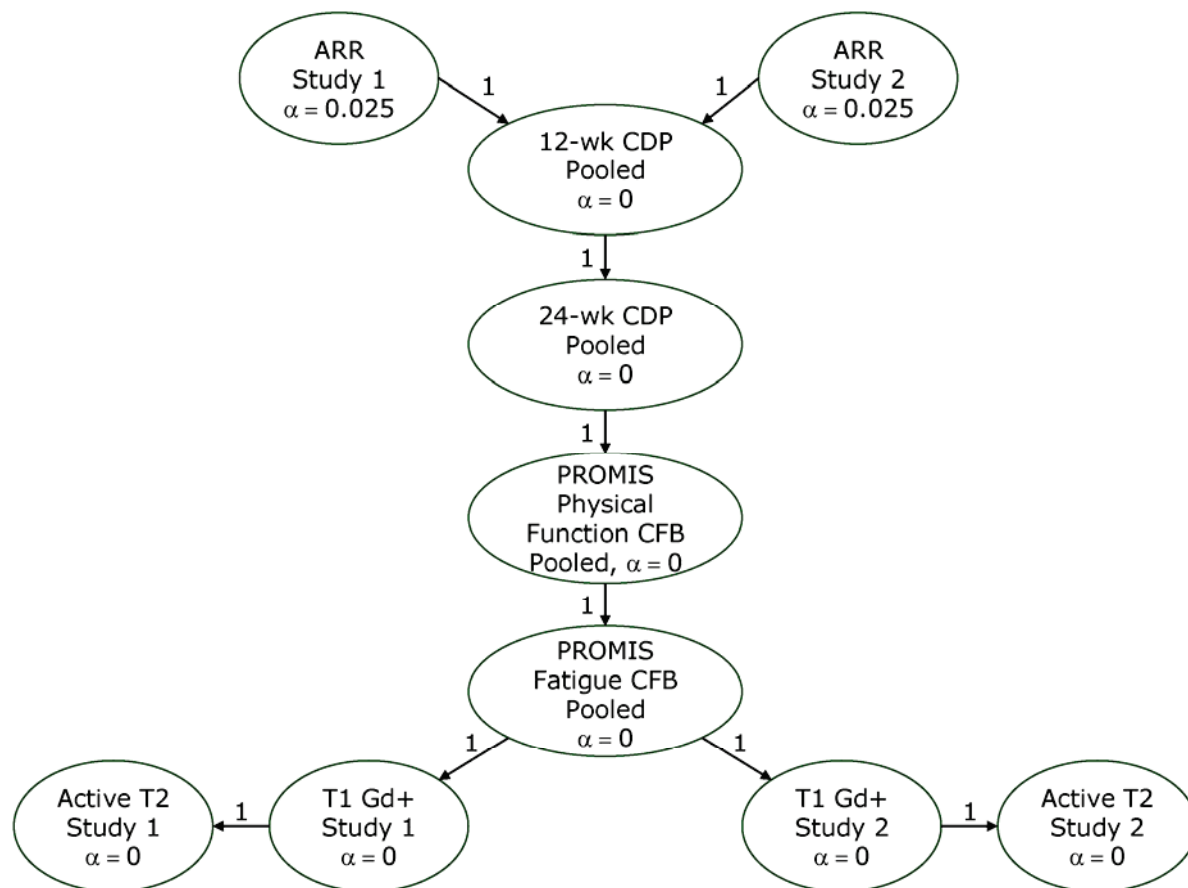 ARR
Study 1
α = 0.025
ARR
Study 2
α = 0.025
1
1
12-wk CDP
Pooled
α = 0
1
24-wk CDP
Pooled
α = 0
1
PROMIS
Physical
Function CFB
Pooled, α = 0
1
PROMIS
Fatigue CFB
Pooled
α = 0
1
1
Active T2
Study 1
α = 0
1
T1 Gd+
Study 1
α = 0
T1 Gd+
Study 2
α = 0
1
Active T2
Study 2
α = 0